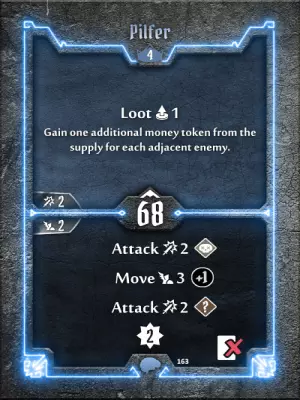 Pilfer
4
Loot 1
Gain one additional money token from the
supply for each adjacent enemy.
2
68
2
Attack 2
Move 3 +1
Attack 2 ?
2
163